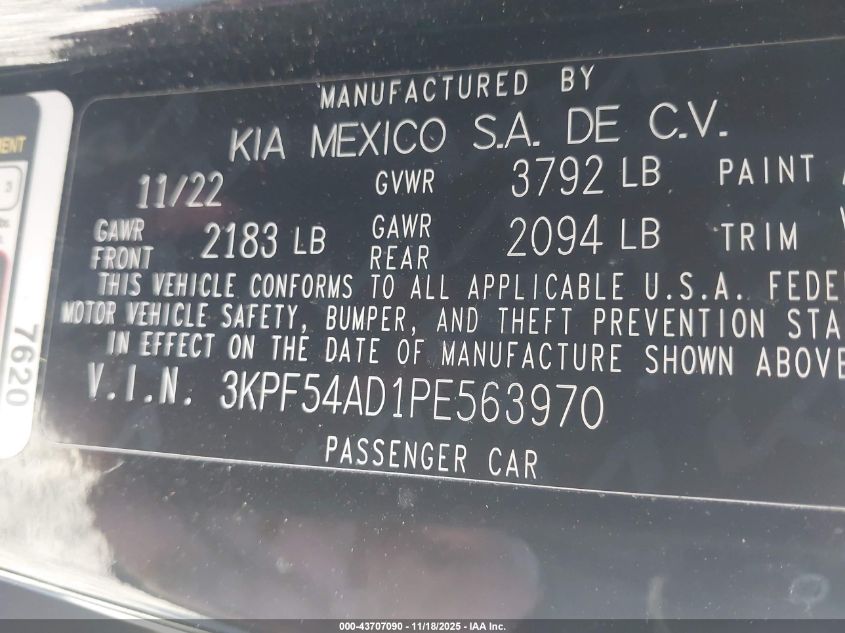 MANUFACTURED BY
KIA MEXICO S.A. DE C.V.
11/22 GVWR 3792 LB PAINT
GAWR FRONT 2183 LB GAWR REAR 2094 LB TRIM
THIS VEHICLE CONFORMS TO ALL APPLICABLE U.S.A. FEDE
MOTOR VEHICLE SAFETY, BUMPER, AND THEFT PREVENTION STA
IN EFFECT ON THE DATE OF MANUFACTURE SHOWN ABOVE
V.I.N. 3KPF54AD1PE563970
PASSENGER CAR
7620
000-43707090 - 11/18/2025 - IAA Inc.